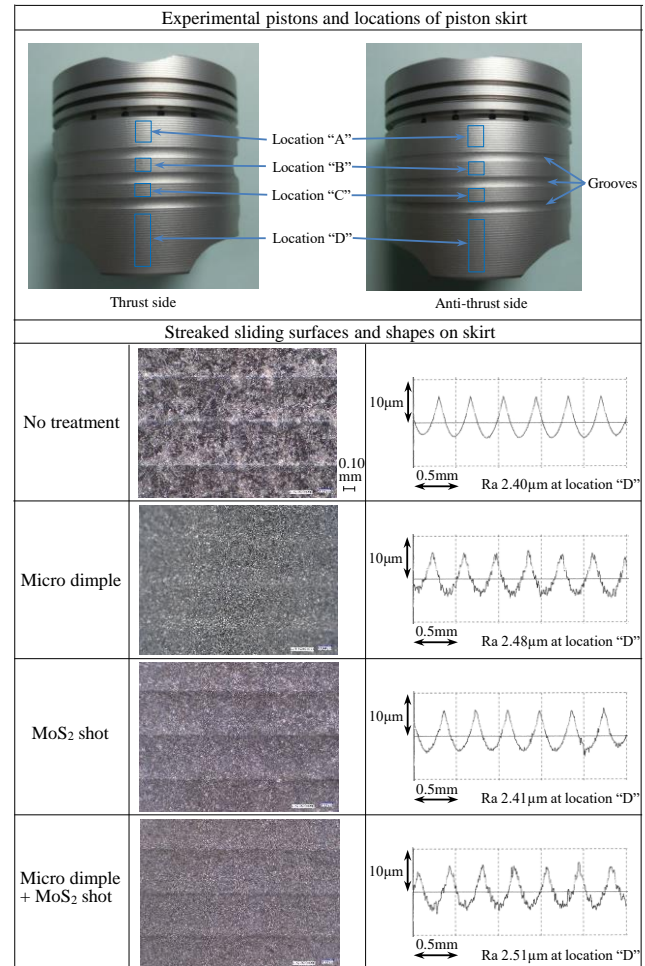 Experimental pistons and locations of piston skirt
Location “A”
Location “B”
Location “C”
Grooves
Location “D”
Thrust side
Anti-thrust side
Streaked sliding surfaces and shapes on skirt
No treatment
0.10
mm
10μm
0.5mm
Ra 2.40μm at location “D”
Micro dimple
10μm
0.5mm
Ra 2.48μm at location “D”
MoS₂ shot
10μm
0.5mm
Ra 2.41μm at location “D”
Micro dimple
+ MoS₂ shot
10μm
0.5mm
Ra 2.51μm at location “D”